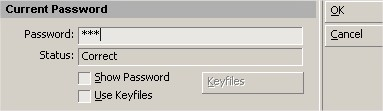 Current Password
OK
Password: ***
Cancel
Status: Correct
Show Password
Keyfiles
Use Keyfiles